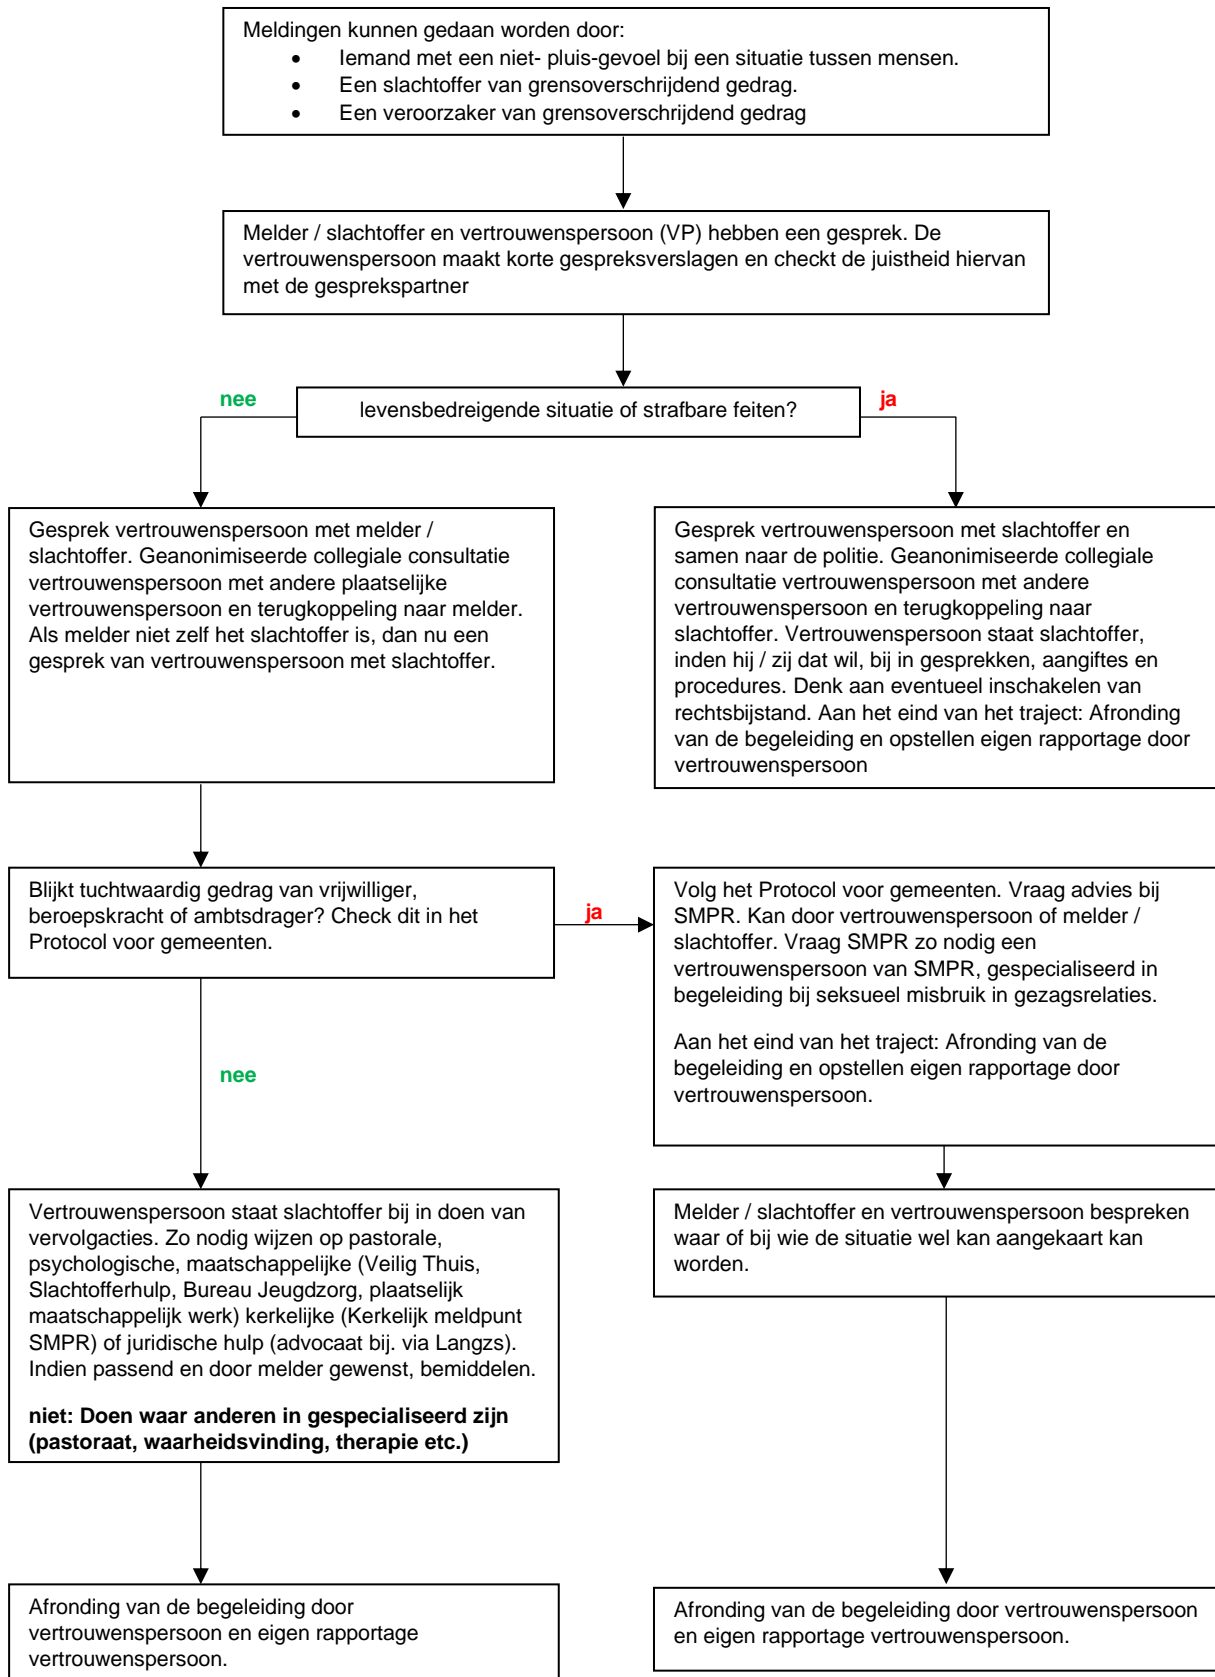 Meldingen kunnen gedaan worden door:
• Iemand met een niet- pluis-gevoel bij een situatie tussen mensen.
• Een slachtoffer van grensoverschrijdend gedrag.
• Een veroorzaker van grensoverschrijdend gedrag
Melder / slachtoffer en vertrouwenspersoon (VP) hebben een gesprek. De
vertrouwenspersoon maakt korte gespreksverslagen en checkt de juistheid hiervan
met de gesprekspartner
nee
levensbedreigende situatie of strafbare feiten?
ja
Gesprek vertrouwenspersoon met melder /
slachtoffer. Geanonimiseerde collegiale consultatie
vertrouwenspersoon met andere plaatselijke
vertrouwenspersoon en terugkoppeling naar melder.
Als melder niet zelf het slachtoffer is, dan nu een
gesprek van vertrouwenspersoon met slachtoffer.
Gesprek vertrouwenspersoon met slachtoffer en
samen naar de politie. Geanonimiseerde collegiale
consultatie vertrouwenspersoon met andere
vertrouwenspersoon en terugkoppeling naar
slachtoffer. Vertrouwenspersoon staat slachtoffer,
inden hij / zij dat wil, bij in gesprekken, aangiftes en
procedures. Denk aan eventueel inschakelen van
rechtsbijstand. Aan het eind van het traject: Afronding
van de begeleiding en opstellen eigen rapportage door
vertrouwenspersoon
Blijkt tuchtwaardig gedrag van vrijwilliger,
beroepskracht of ambtsdrager? Check dit in het
Protocol voor gemeenten.
ja
Volg het Protocol voor gemeenten. Vraag advies bij
SMPR. Kan door vertrouwenspersoon of melder /
slachtoffer. Vraag SMPR zo nodig een
vertrouwenspersoon van SMPR, gespecialiseerd in
begeleiding bij seksueel misbruik in gezagsrelaties.
Aan het eind van het traject: Afronding van de
begeleiding en opstellen eigen rapportage door
vertrouwenspersoon.
nee
Vertrouwenspersoon staat slachtoffer bij in doen van
vervolgacties. Zo nodig wijzen op pastorale,
psychologische, maatschappelijke (Veilig Thuis,
Slachtofferhulp, Bureau Jeugdzorg, plaatselijk
maatschappelijk werk) kerkelijke (Kerkelijk meldpunt
SMPR) of juridische hulp (advocaat bij. via Langzs).
Indien passend en door melder gewenst, bemiddelen.
niet: Doen waar anderen in gespecialiseerd zijn
(pastoraat, waarheidsvinding, therapie etc.)
Melder / slachtoffer en vertrouwenspersoon bespreken
waar of bij wie de situatie wel kan aangekaart kan
worden.
Afronding van de begeleiding door
vertrouwenspersoon en eigen rapportage
vertrouwenspersoon.
Afronding van de begeleiding door vertrouwenspersoon
en eigen rapportage vertrouwenspersoon.